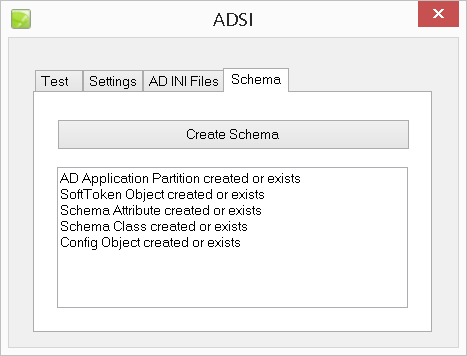 ADSI
Test Settings AD INI Files Schema
Create Schema
AD Application Partition created or exists
SoftToken Object created or exists
Schema Attribute created or exists
Schema Class created or exists
Config Object created or exists